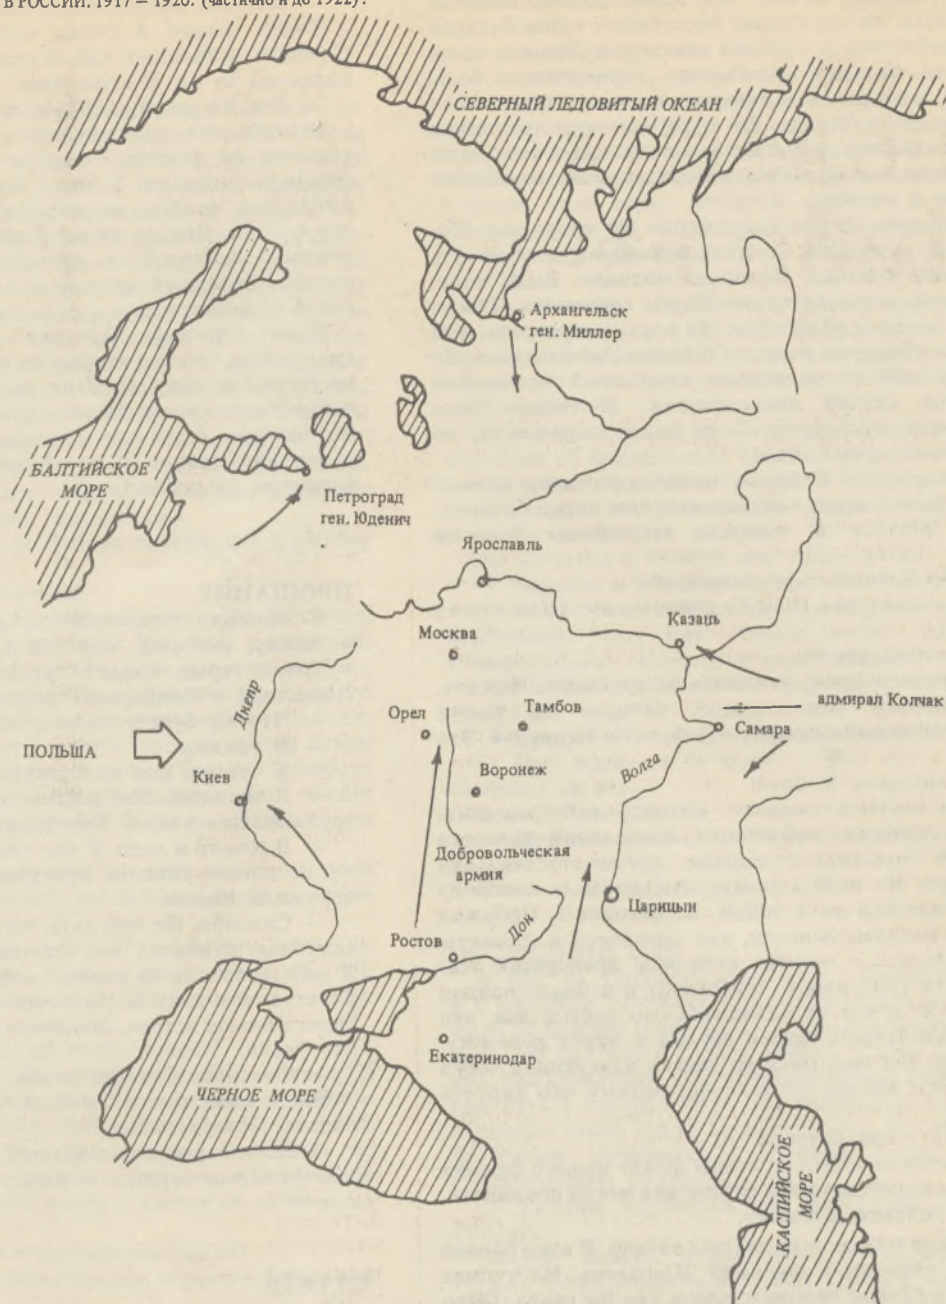 В РОССИИ. 1917 – 1920. (частично и до 1922).
СЕВЕРНЫЙ ЛЕДОВИТЫЙ ОКЕАН
Архангельск
ген. Миллер
БАЛТИЙСКОЕ
МОРЕ
Петроград
ген. Юденич
Ярославль
Москва
Казань
Днепр
Орел
Тамбов
адмирал Колчак
Самара
ПОЛЬША
Киев
Воронеж
Волга
Добровольческая
армия
Царицын
Дон
Ростов
Екатеринодар
ЧЕРНОЕ МОРЕ
КАСПИЙСКОЕ
МОРЕ